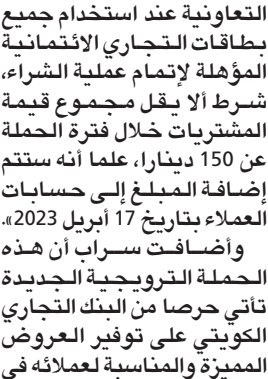 التعاونية عند استخدام جميع
بطاقات التجاري الائتمانية
المؤهلة لإتمام عملية الشراء،
شرط ألا يقل مجموع قيمة
المشتريات خلال فترة الحملة
عن 150 دينارا، علما أنه ستتم
إضافة المبلغ إلى حسابات
العملاء بتاريخ 17 أبريل 2023».
وأضافت سراب أن هذه
الحملة الترويجية الجديدة
تأتي حرصا من البنك التجاري
الكويتي على توفير العروض
المميزة والمناسبة لعملائه في